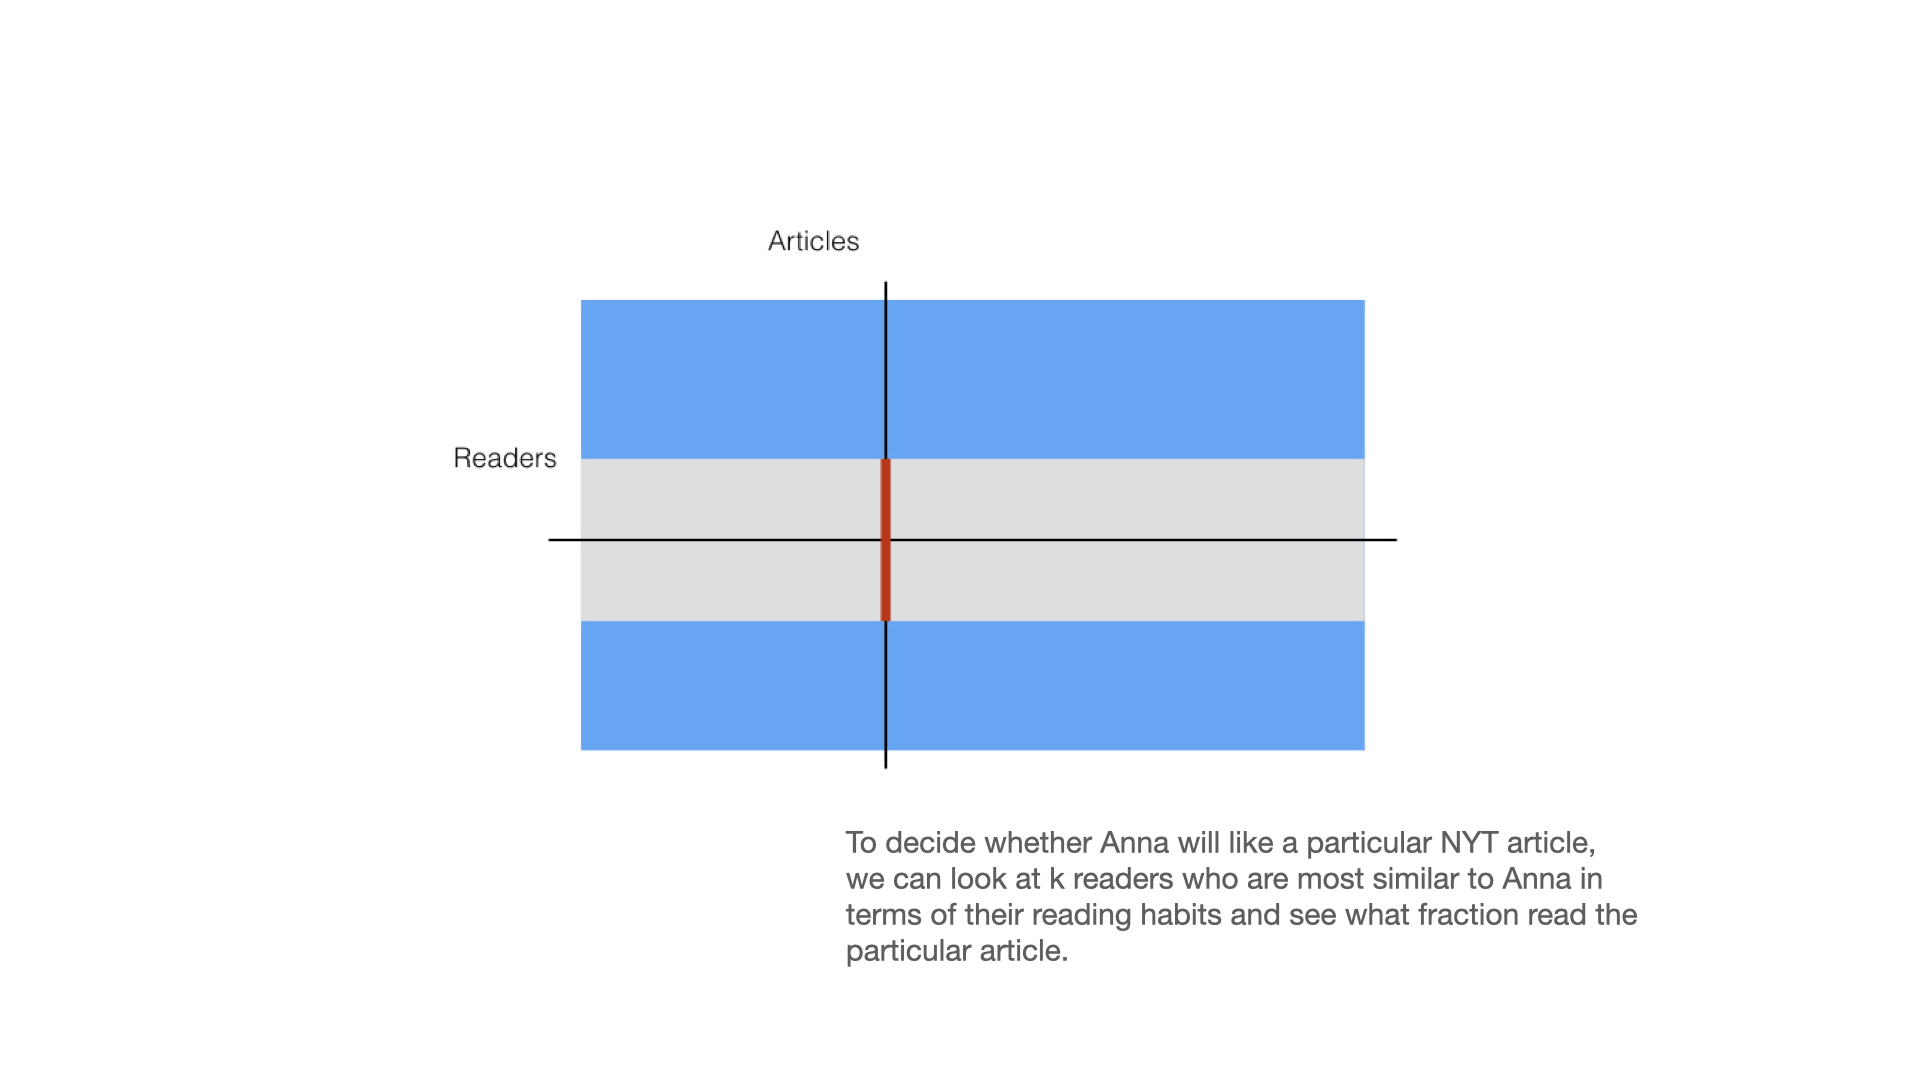 Articles
Readers
To decide whether Anna will like a particular NYT article,
we can look at k readers who are most similar to Anna in
terms of their reading habits and see what fraction read the
particular article.